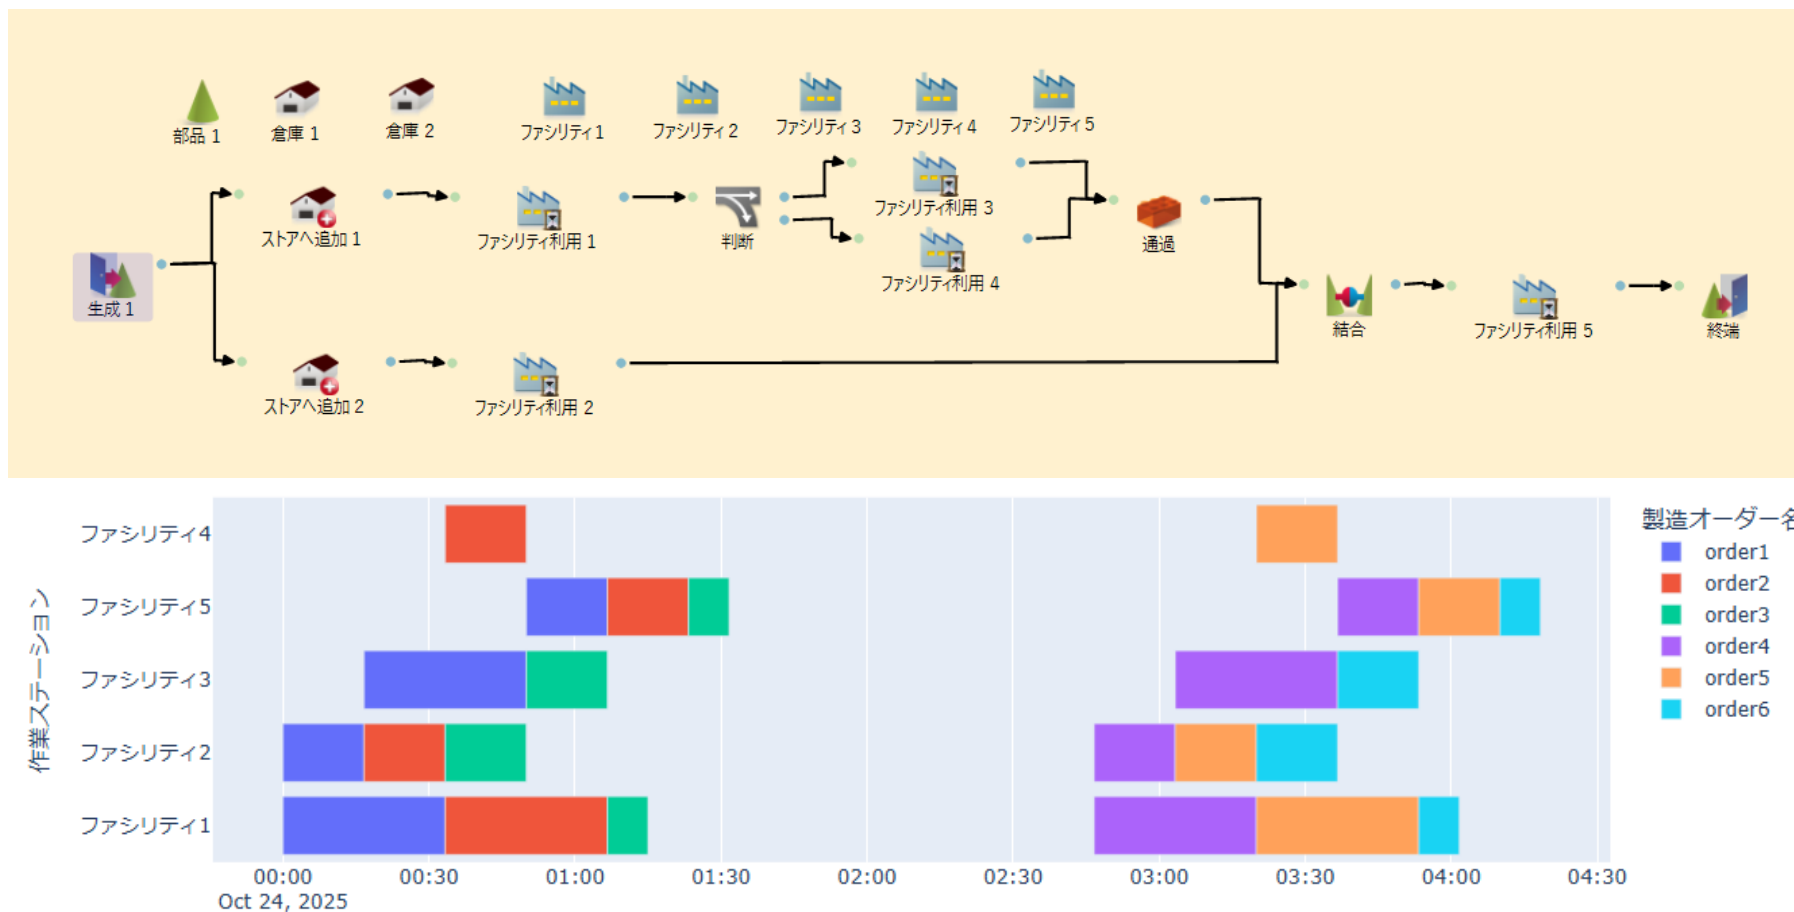 部品 1
倉庫 1
倉庫 2
ファシリティ1
ファシリティ2
ファシリティ3
ファシリティ4
ファシリティ5
生成 1
ストアへ追加 1
ファシリティ利用 1
判断
ファシリティ利用 3
ファシリティ利用 4
通過
ストアへ追加 2
ファシリティ利用 2
結合
ファシリティ利用 5
終端
作業ステーション
ファシリティ4
ファシリティ5
ファシリティ3
ファシリティ2
ファシリティ1
00:00
00:30
01:00
01:30
02:00
02:30
03:00
03:30
04:00
04:30
Oct 24, 2025
製造オーダー名
order1
order2
order3
order4
order5
order6